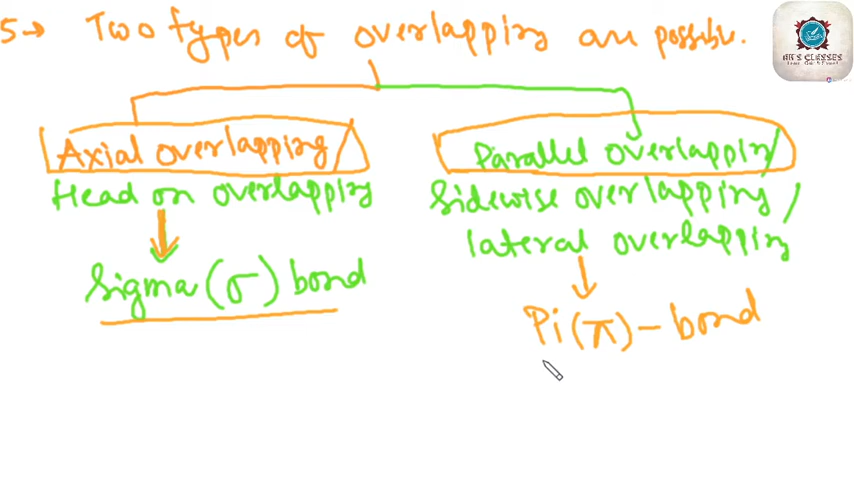 5→ Two types of overlapping are possible.
Axial overlapping/
Head on overlapping
Sigma (σ) bond
Parallel overlappin/
Sidewise overlapping/
lateral overlapping
Pi (π) - bond